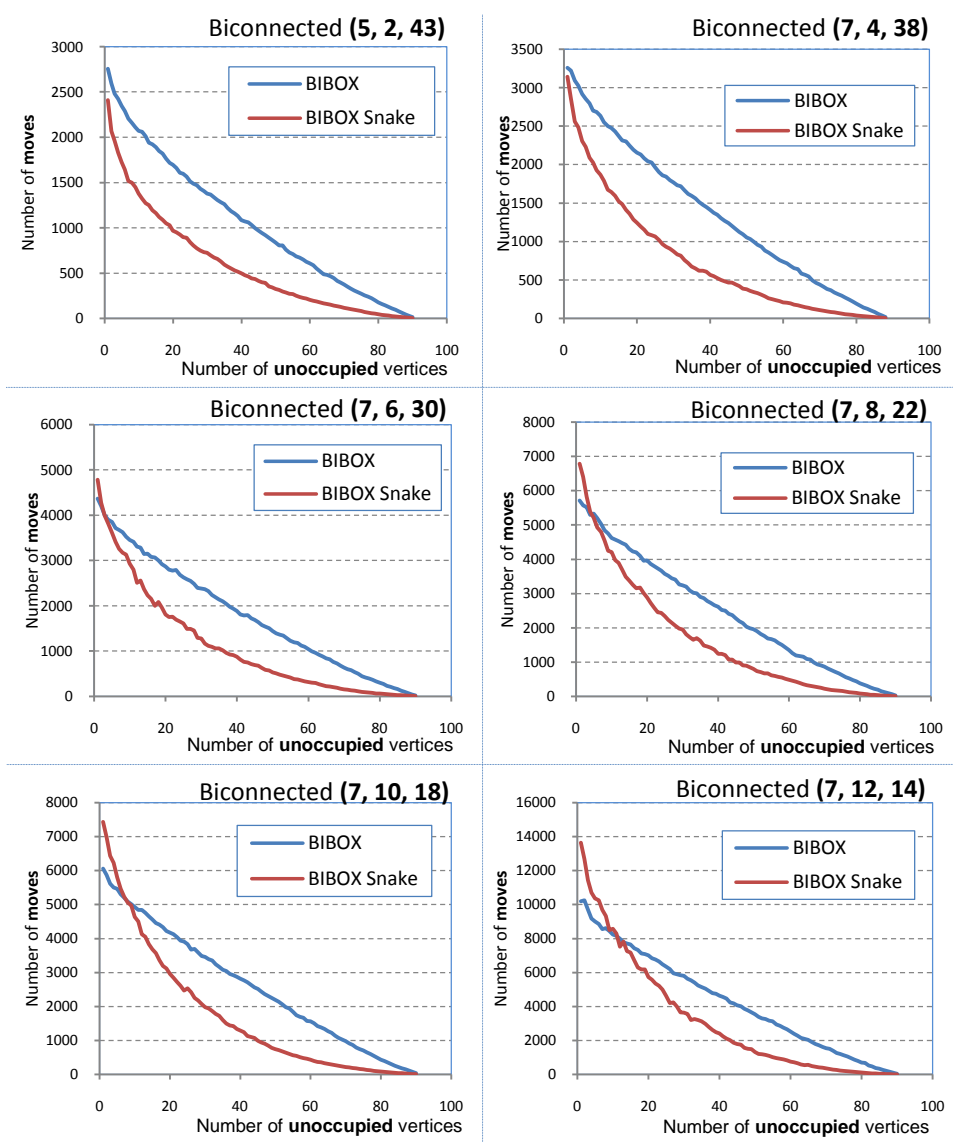 Biconnected (5, 2, 43)
3000
2500
2000
1500
1000
500
0
Number of moves
BIBOX
BIBOX Snake
0 20 40 60 80 100
Number of unoccupied vertices
Biconnected (7, 4, 38)
3500
3000
2500
2000
1500
1000
500
0
Number of moves
BIBOX
BIBOX Snake
0 20 40 60 80 100
Number of unoccupied vertices
Biconnected (7, 6, 30)
6000
5000
4000
3000
2000
1000
0
Number of moves
BIBOX
BIBOX Snake
0 20 40 60 80 100
Number of unoccupied vertices
Biconnected (7, 8, 22)
8000
7000
6000
5000
4000
3000
2000
1000
0
Number of moves
BIBOX
BIBOX Snake
0 20 40 60 80 100
Number of unoccupied vertices
Biconnected (7, 10, 18)
8000
7000
6000
5000
4000
3000
2000
1000
0
Number of moves
BIBOX
BIBOX Snake
0 20 40 60 80 100
Number of unoccupied vertices
Biconnected (7, 12, 14)
16000
14000
12000
10000
8000
6000
4000
2000
0
Number of moves
BIBOX
BIBOX Snake
0 20 40 60 80 100
Number of unoccupied vertices